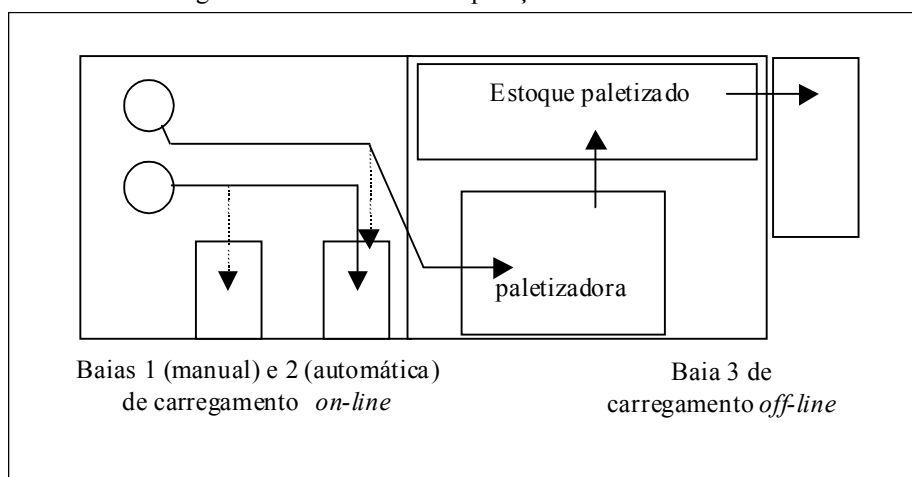 Estoque paletizado
paletizadora
Baias 1 (manual) e 2 (automática)
de carregamento on-line
Baia 3 de
carregamento off-line